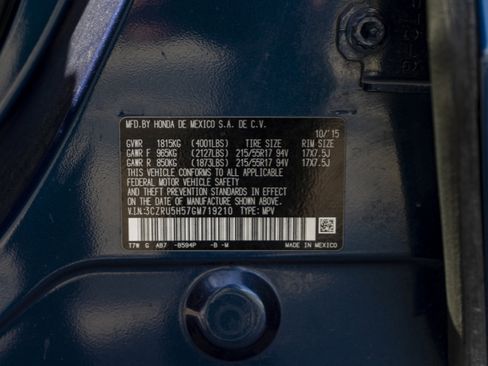 MFD.BY HONDA DE MEXICO S.A. DE C.V.
10/'15
GVWR 1815KG (4001LBS) TIRE SIZE RIM SIZE
GAWR F 965KG (2127LBS) 215/55R17 94V 17X7.5J
GAWR R 850KG (1873LBS) 215/55R17 94V 17X7.5J
THIS VEHICLE CONFORMS TO ALL APPLICABLE
FEDERAL MOTOR VEHICLE SAFETY, BUMPER,
AND THEFT PREVENTION STANDARDS IN EFFECT
ON THE DATE OF MANUFACTURE SHOWN ABOVE.
V.I.N:3CZRU5H57GM719210 TYPE: MPV
T7W G AB7 -B594P -B -M MADE IN MEXICO